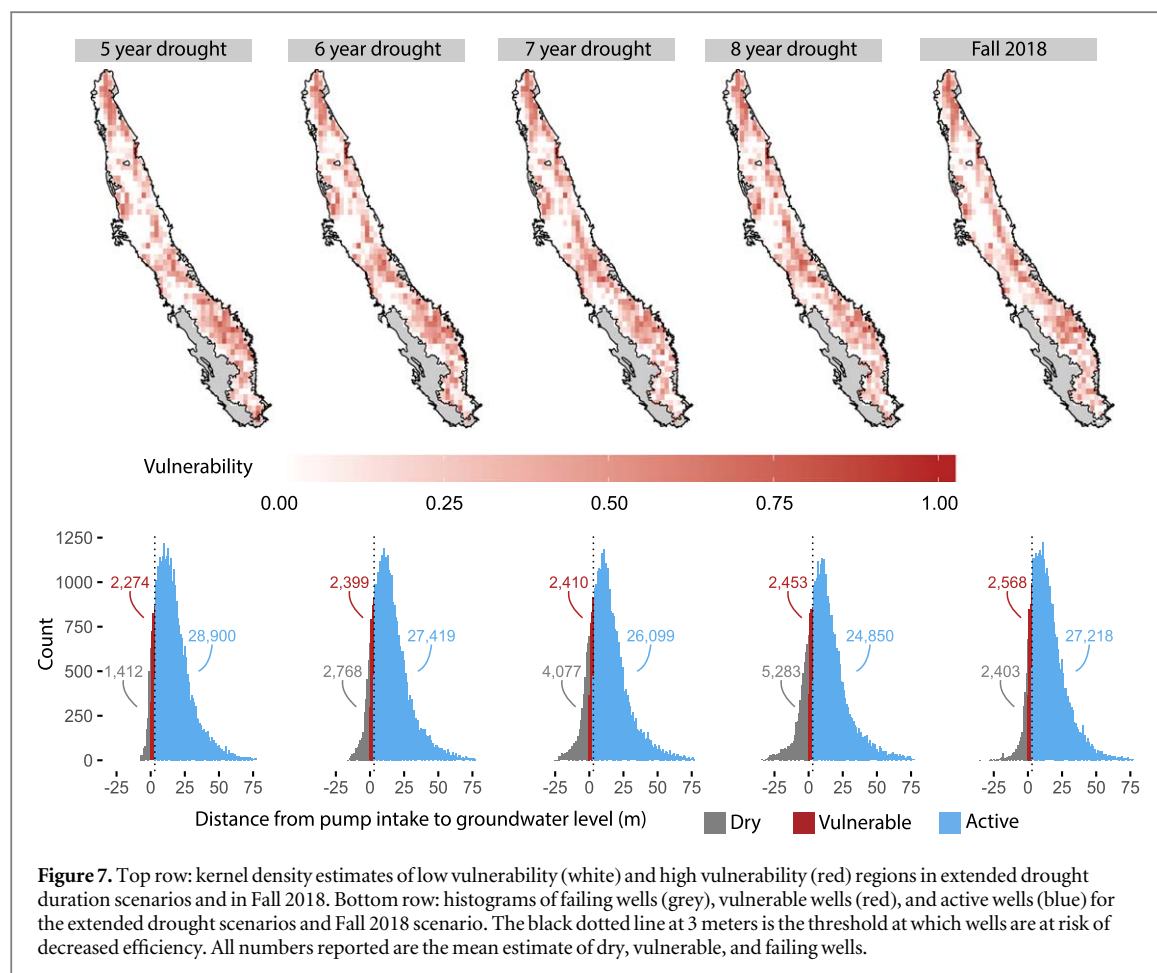 5 year drought 6 year drought 7 year drought 8 year drought Fall 2018
Vulnerability
0.00 0.25 0.50 0.75 1.00
Count
1250
1000
750
500
250
0
2,274 28,900 1,412
2,399 27,419 2,768
2,410 26,099 4,077
2,453 24,850 5,283
2,568 27,218 2,403
-25 0 25 50 75 -25 0 25 50 75 -25 0 25 50 75 -25 0 25 50 75 -25 0 25 50 75
Distance from pump intake to groundwater level (m) Dry Vulnerable Active
Figure 7. Top row: kernel density estimates of low vulnerability (white) and high vulnerability (red) regions in extended drought
duration scenarios and in Fall 2018. Bottom row: histograms of failing wells (grey), vulnerable wells (red), and active wells (blue) for
the extended drought scenarios and Fall 2018 scenario. The black dotted line at 3 meters is the threshold at which wells are at risk of
decreased efficiency. All numbers reported are the mean estimate of dry, vulnerable, and failing wells.